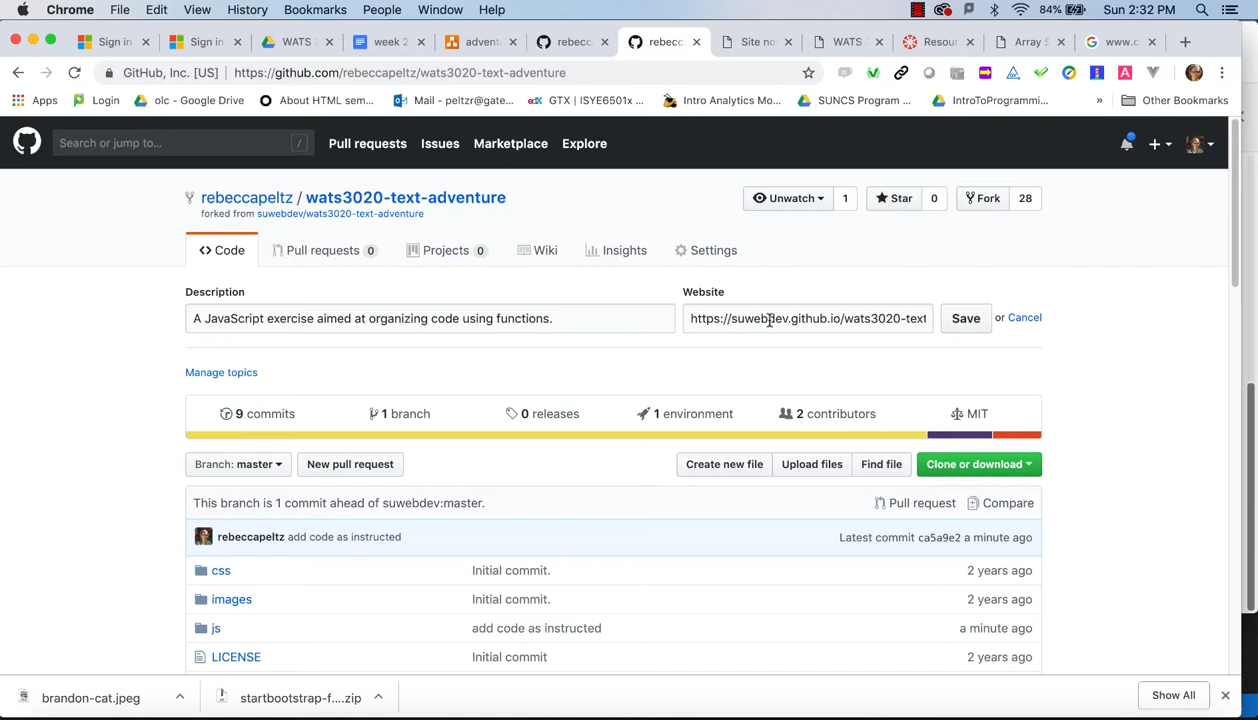 Chrome File Edit View History Bookmarks People Window Help 84% Sun 2:32 PM
Sign in Sign in WATS week 2 advent rebecc rebecc Site no WATS Resour Array S www.c
GitHub, Inc. [US] https://github.com/rebeccapeltz/wats3020-text-adventure
Apps Login olc - Google Drive About HTML sem... Mail - peltzr@gate... GTX | ISYE6501x ... Intro Analytics Mo... SUNCS Program ... IntroToProgrammi... » Other Bookmarks
Search or jump to... / Pull requests Issues Marketplace Explore
rebeccapeltz / wats3020-text-adventure Unwatch 1 Star 0 Fork 28
forked from suwebdev/wats3020-text-adventure
Code Pull requests 0 Projects 0 Wiki Insights Settings
Description Website
A JavaScript exercise aimed at organizing code using functions. https://suwebdev.github.io/wats3020-text Save or Cancel
Manage topics
9 commits 1 branch 0 releases 1 environment 2 contributors MIT
Branch: master New pull request Create new file Upload files Find file Clone or download
This branch is 1 commit ahead of suwebdev:master. Pull request Compare
rebeccapeltz add code as instructed Latest commit ca5a9e2 a minute ago
css Initial commit. 2 years ago
images Initial commit. 2 years ago
js add code as instructed a minute ago
LICENSE Initial commit 2 years ago
brandon-cat.jpeg startbootstrap-f....zip Show All